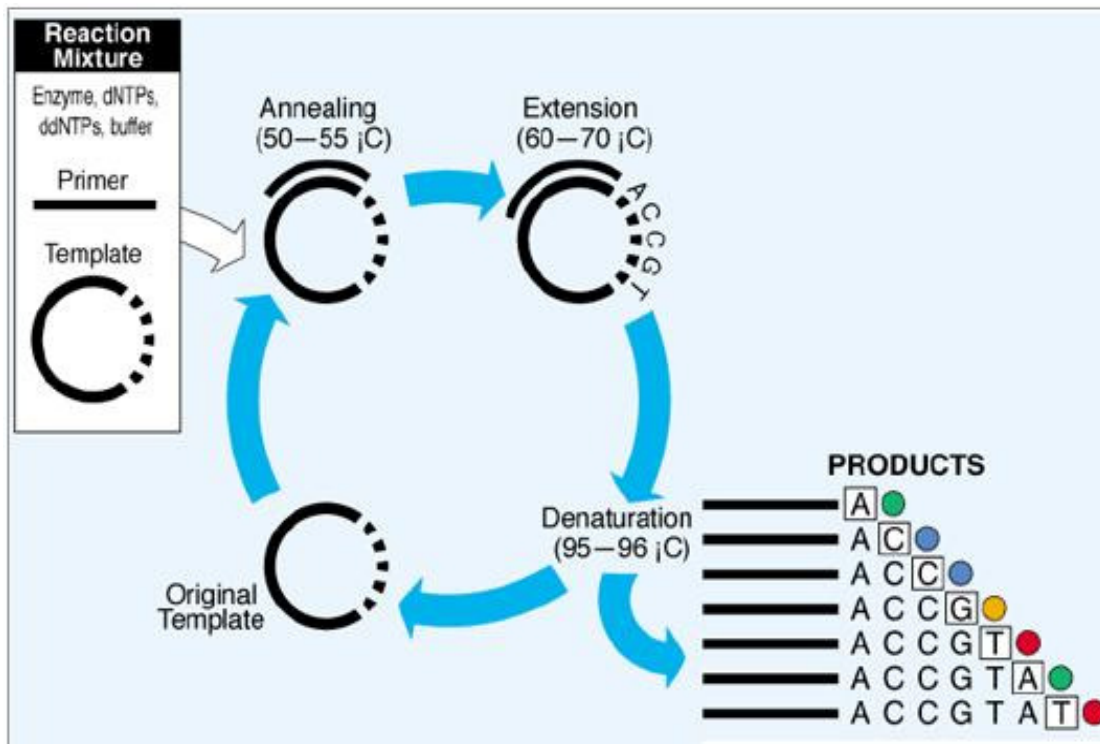 Reaction
Mixture
Enzyme, dNTPs,
ddNTPs, buffer
Primer
Template
Annealing
(50–55 ¡C)
Extension
(60–70 ¡C)
A C C G T
Denaturation
(95–96 ¡C)
Original
Template
PRODUCTS
A
A C
A C C
A C C G
A C C G T
A C C G T A
A C C G T A T